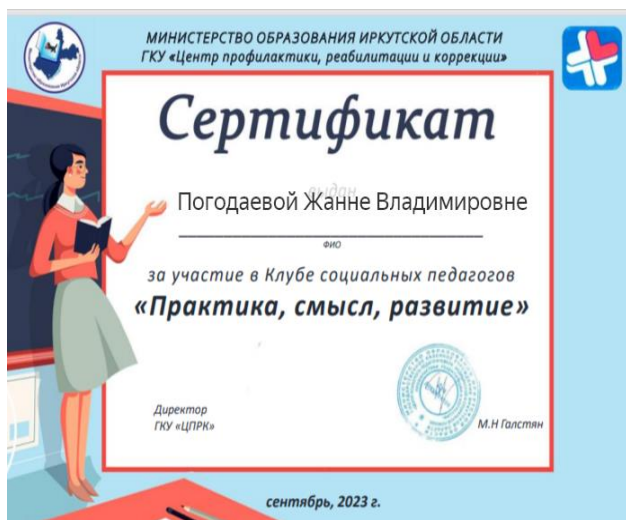 МИНИСТЕРСТВО ОБРАЗОВАНИЯ ИРКУТСКОЙ ОБЛАСТИ
ГКУ «Центр профилактики, реабилитации и коррекции»
Сертификат
выдан
Погодаевой Жанне Владимировне
ФИО
за участие в Клубе социальных педагогов
«Практика, смысл, развитие»
Директор
ГКУ «ЦПРК»
М.Н Галстян
сентябрь, 2023 г.